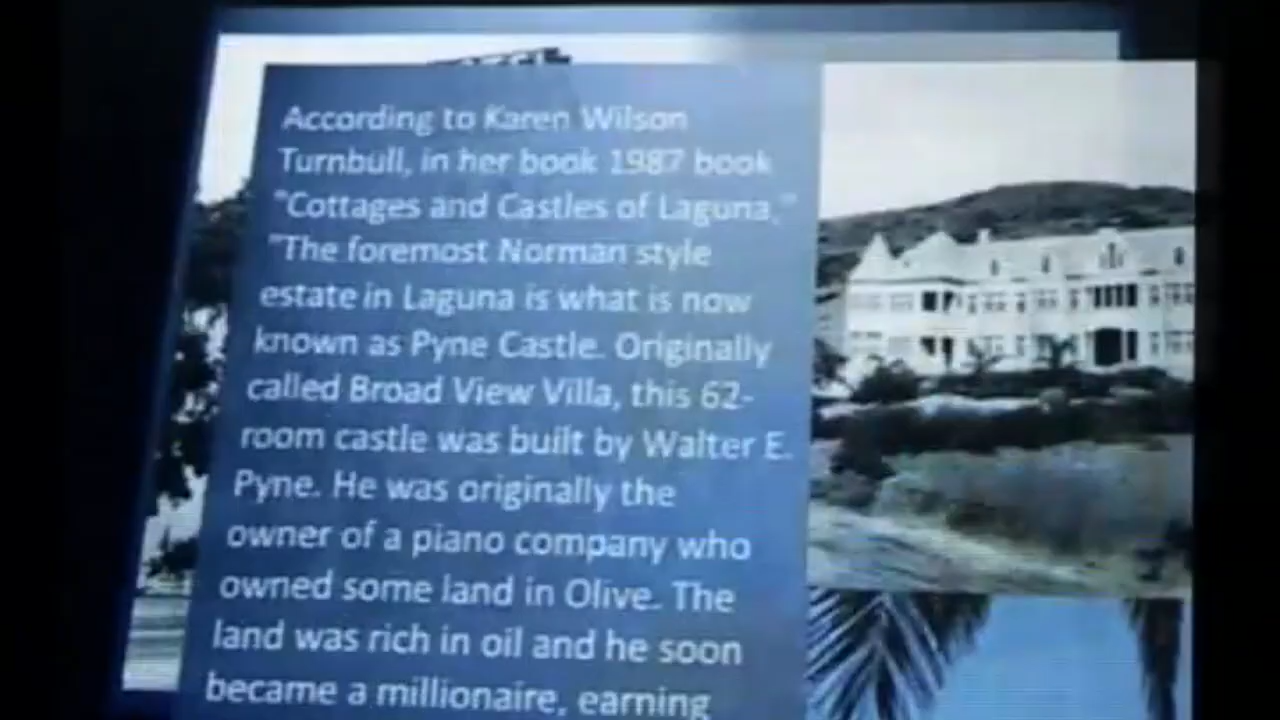 According to Karen Wilson
Turnbull, in her book 1987 book
"Cottages and Castles of Laguna,"
"The foremost Norman style
estate in Laguna is what is now
known as Pyne Castle. Originally
called Broad View Villa, this 62-
room castle was built by Walter E.
Pyne. He was originally the
owner of a piano company who
owned some land in Olive. The
land was rich in oil and he soon
became a millionaire, earning